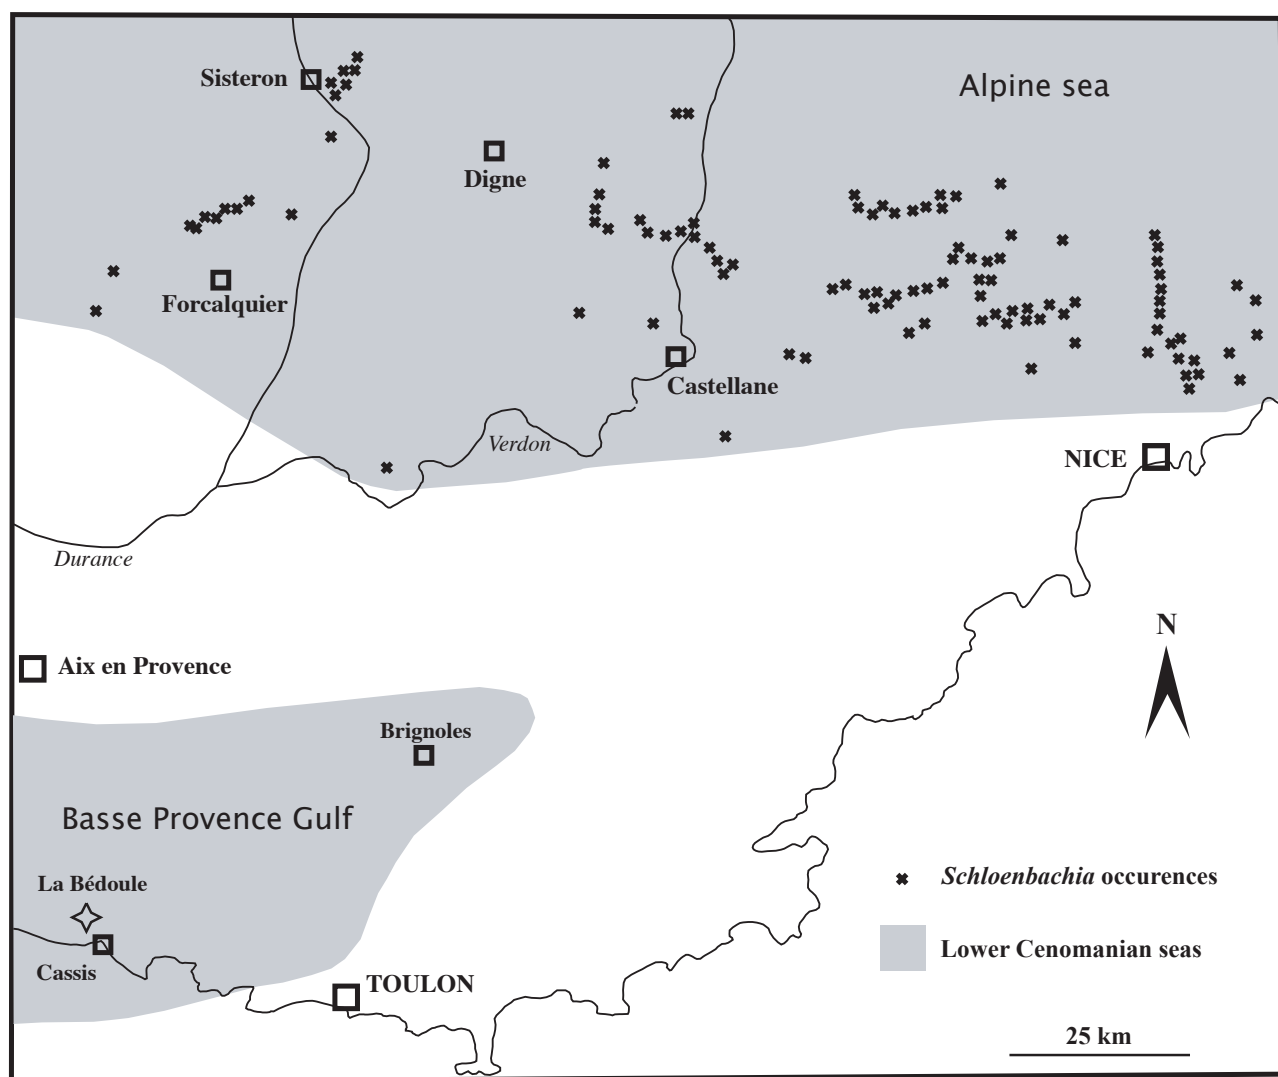 Sisteron
Alpine sea
Digne
Forcalquier
Castellane
Verdon
NICE
Durance
N
Aix en Provence
Brignoles
Basse Provence Gulf
La Bédoule
Schloenbachia occurences
Lower Cenomanian seas
Cassis
TOULON
25 km